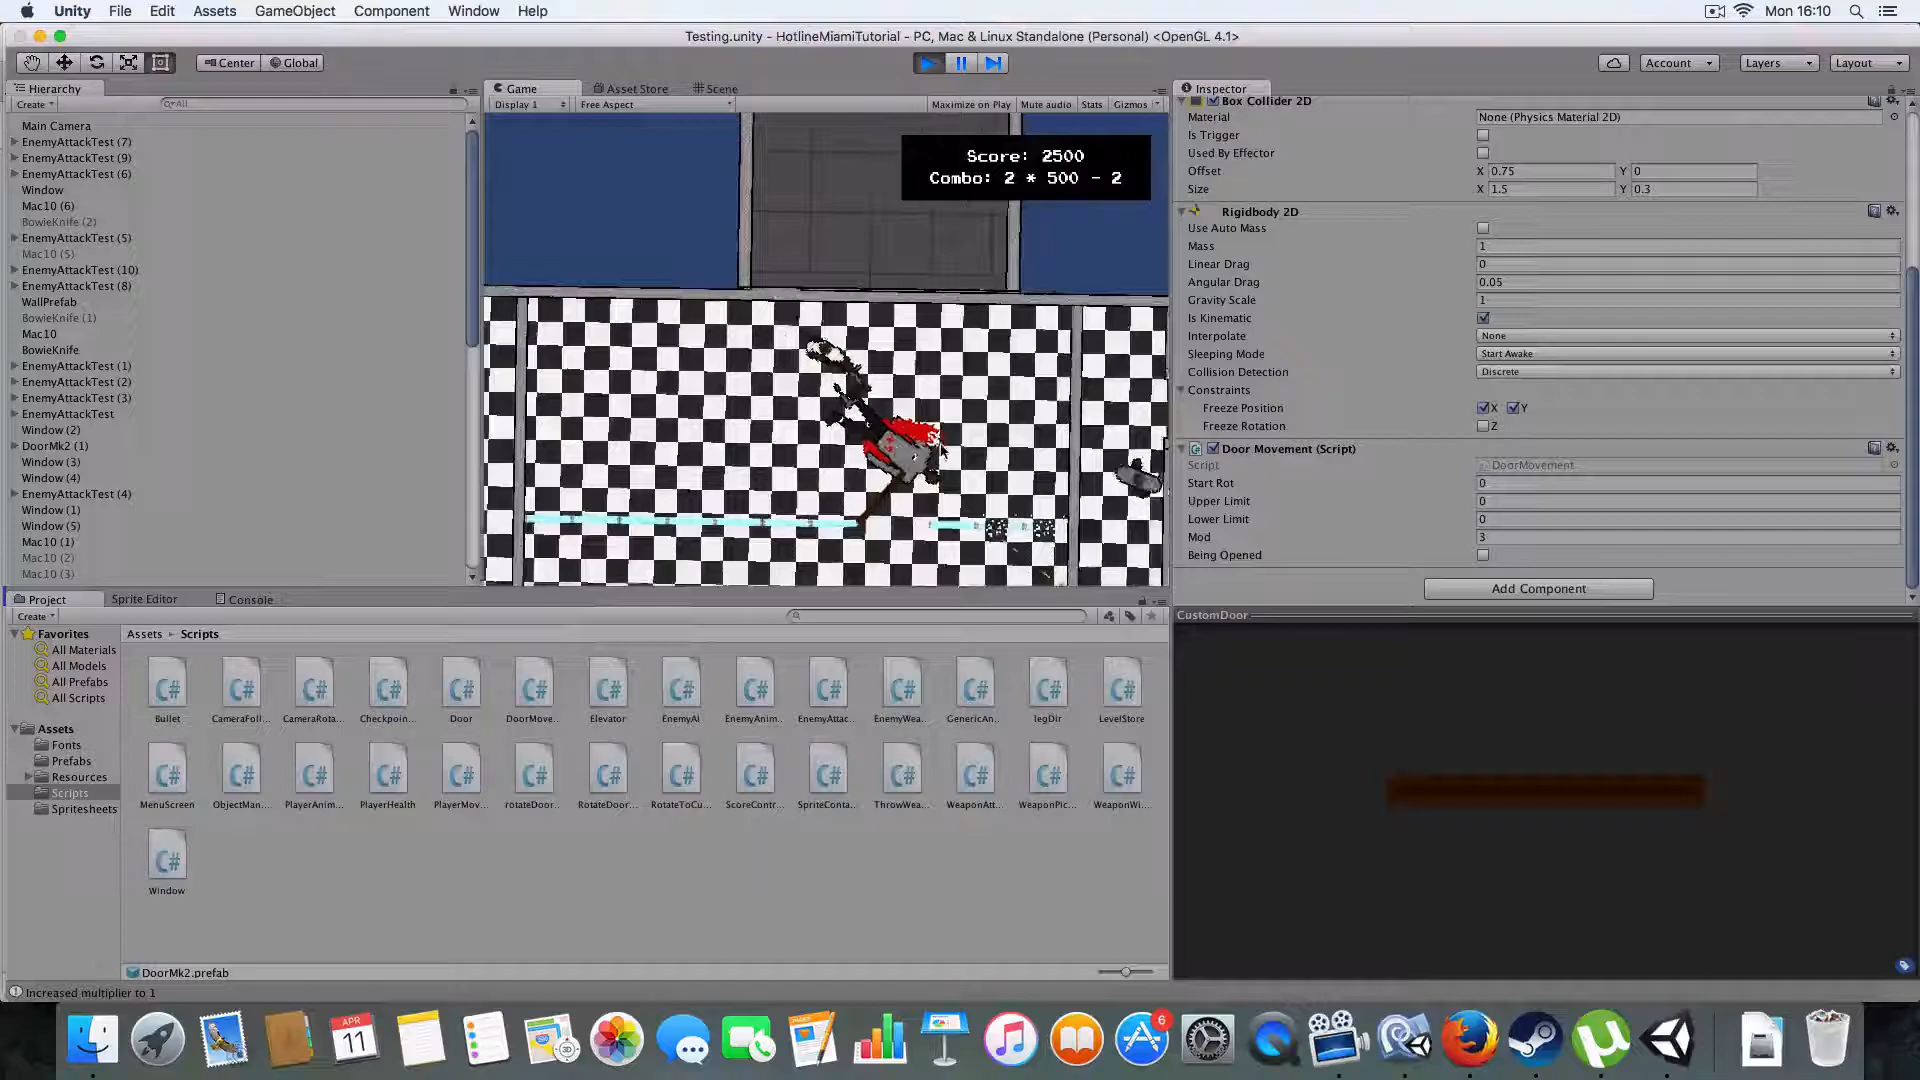 Unity File Edit Assets GameObject Component Window Help Mon 16:10
Testing.unity - HotlineMiamiTutorial - PC, Mac & Linux Standalone (Personal) <OpenGL 4.1>
Center Global Account Layers Layout
Hierarchy
Create All
Main Camera
EnemyAttackTest (7)
EnemyAttackTest (9)
EnemyAttackTest (6)
Window
Mac10 (6)
BowieKnife (2)
EnemyAttackTest (5)
Mac10 (5)
EnemyAttackTest (10)
EnemyAttackTest (8)
WallPrefab
BowieKnife (1)
Mac10
BowieKnife
EnemyAttackTest (1)
EnemyAttackTest (2)
EnemyAttackTest (3)
EnemyAttackTest
Window (2)
DoorMk2 (1)
Window (3)
Window (4)
EnemyAttackTest (4)
Window (1)
Window (5)
Mac10 (1)
Mac10 (2)
Mac10 (3)
Game Asset Store Scene
Display 1 Free Aspect Maximize on Play Mute audio Stats Gizmos
Score: 2500
Combo: 2 * 500 - 2
Inspector
Box Collider 2D
Material None (Physics Material 2D)
Is Trigger
Used By Effector
Offset X 0.75 Y 0
Size X 1.5 Y 0.3
Rigidbody 2D
Use Auto Mass
Mass 1
Linear Drag 0
Angular Drag 0.05
Gravity Scale 1
Is Kinematic
Interpolate None
Sleeping Mode Start Awake
Collision Detection Discrete
Constraints
Freeze Position X Y
Freeze Rotation Z
Door Movement (Script)
Script DoorMovement
Start Rot 0
Upper Limit 0
Lower Limit 0
Mod 3
Being Opened
Add Component
CustomDoor
Project Sprite Editor Console
Create
Favorites
All Materials
All Models
All Prefabs
All Scripts
Assets
Fonts
Prefabs
Resources
Scripts
Spritesheets
Assets Scripts
Bullet CameraFoll... CameraRota... Checkpoin... Door DoorMove... Elevator EnemyAI EnemyAnim... EnemyAttac... EnemyWea... GenericAn... legDir LevelStore
MenuScreen ObjectMan... PlayerAnim... PlayerHealth PlayerMov... rotateDoor... RotateDoor... RotateToCu... ScoreContr... SpriteConta... ThrowWea... WeaponAtt... WeaponPic... WeaponWi...
Window
DoorMk2.prefab
Increased multiplier to 1
APR
11
6